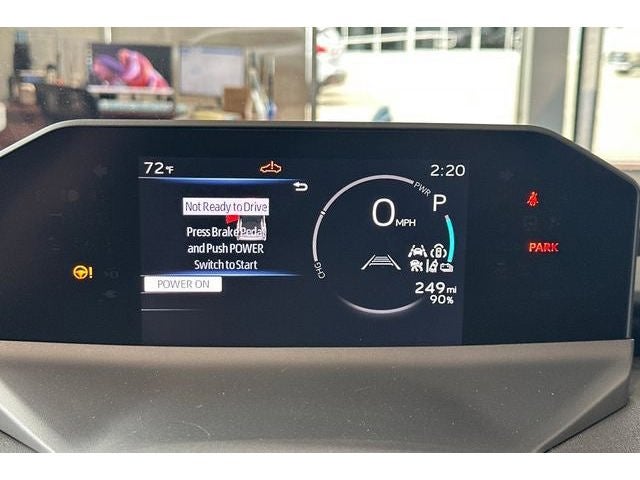 72°F
2:20
Not Ready to Drive
Press Brake Pedal
and Push POWER
Switch to Start
POWER ON
PWR
CHG
0 MPH
P
249 mi
90%
PARK